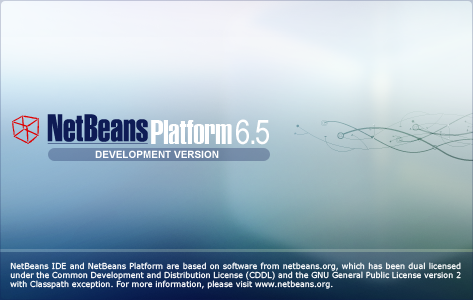 NetBeans Platform 6.5
DEVELOPMENT VERSION
NetBeans IDE and NetBeans Platform are based on software from netbeans.org, which has been dual licensed
under the Common Development and Distribution License (CDDL) and the GNU General Public License version 2
with Classpath exception. For more information, please visit www.netbeans.org.